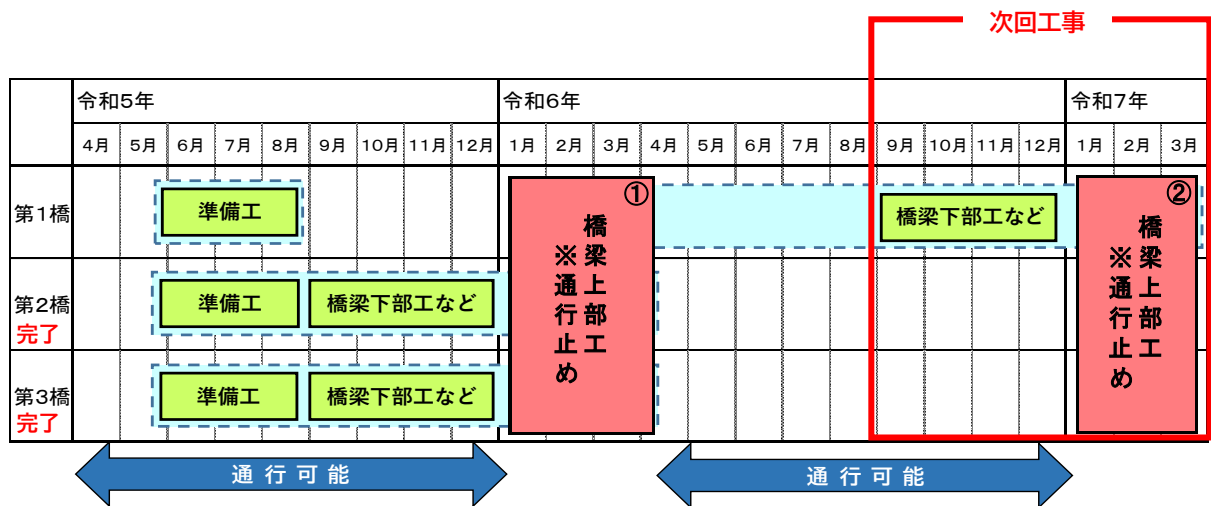 次回工事
令和5年 令和6年 令和7年
4月 5月 6月 7月 8月 9月 10月 11月 12月 1月 2月 3月 4月 5月 6月 7月 8月 9月 10月 11月 12月 1月 2月 3月
第1橋
準備工
橋梁下部工など
第2橋
完了
準備工
橋梁下部工など
第3橋
完了
準備工
橋梁下部工など
①
橋梁上部工
※通行止め
②
橋梁上部工
※通行止め
通行可能
通行可能